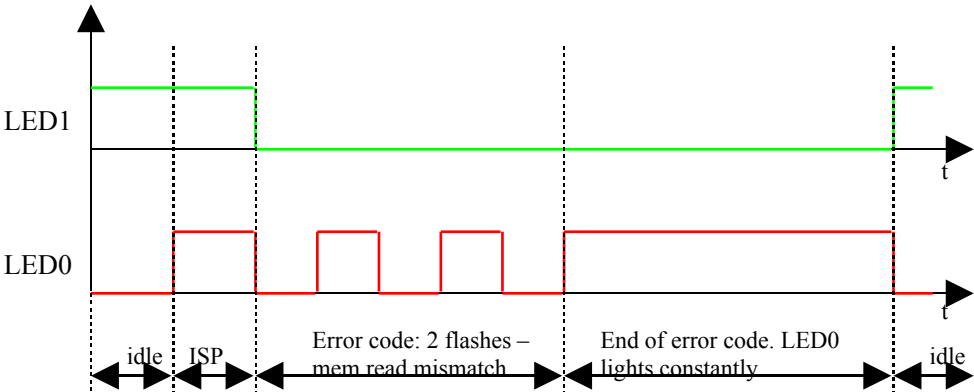 LED1
t
LED0
t
idle
ISP
Error code: 2 flashes –
mem read mismatch
End of error code. LED0
lights constantly
idle